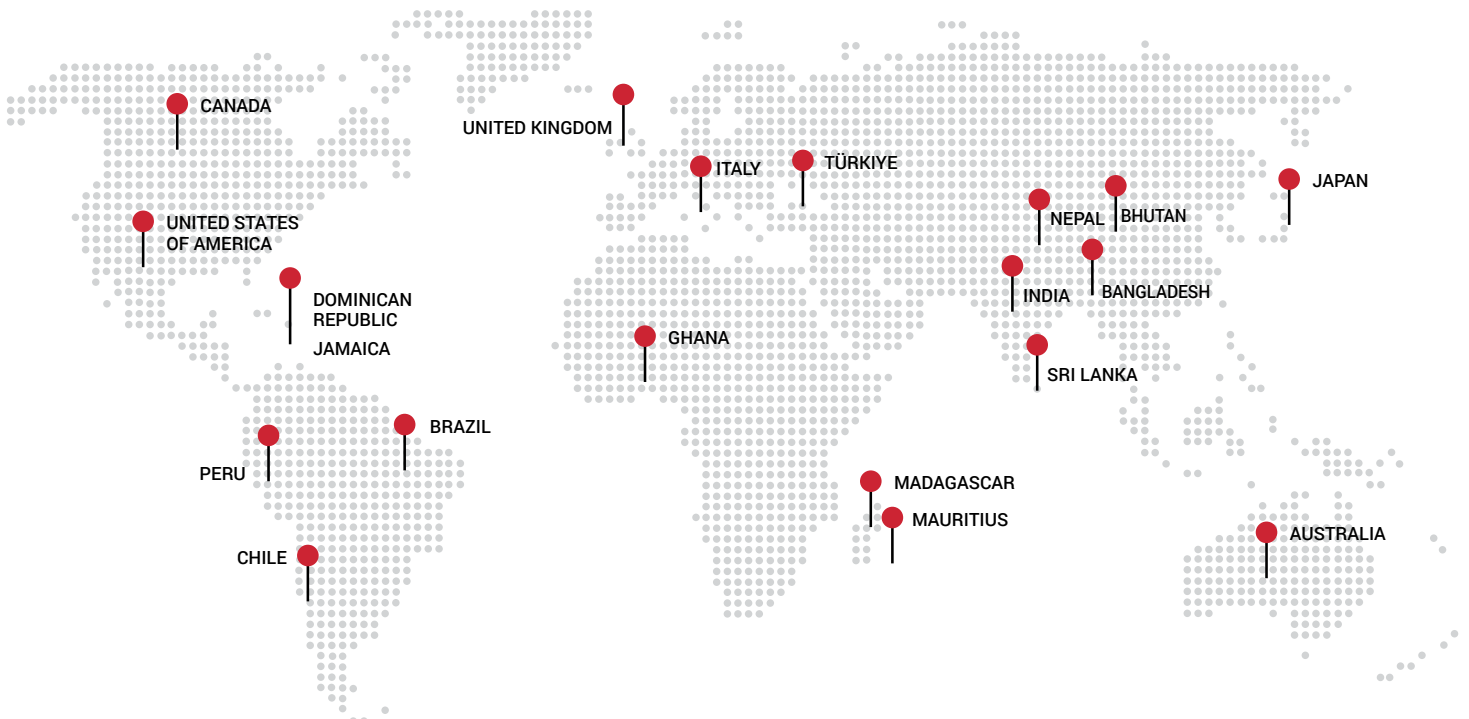 CANADA
UNITED KINGDOM
ITALY
TÜRKIYE
JAPAN
UNITED STATES
OF AMERICA
NEPAL
BHUTAN
DOMINICAN
REPUBLIC
JAMAICA
INDIA
BANGLADESH
GHANA
SRI LANKA
BRAZIL
PERU
MADAGASCAR
MAURITIUS
AUSTRALIA
CHILE